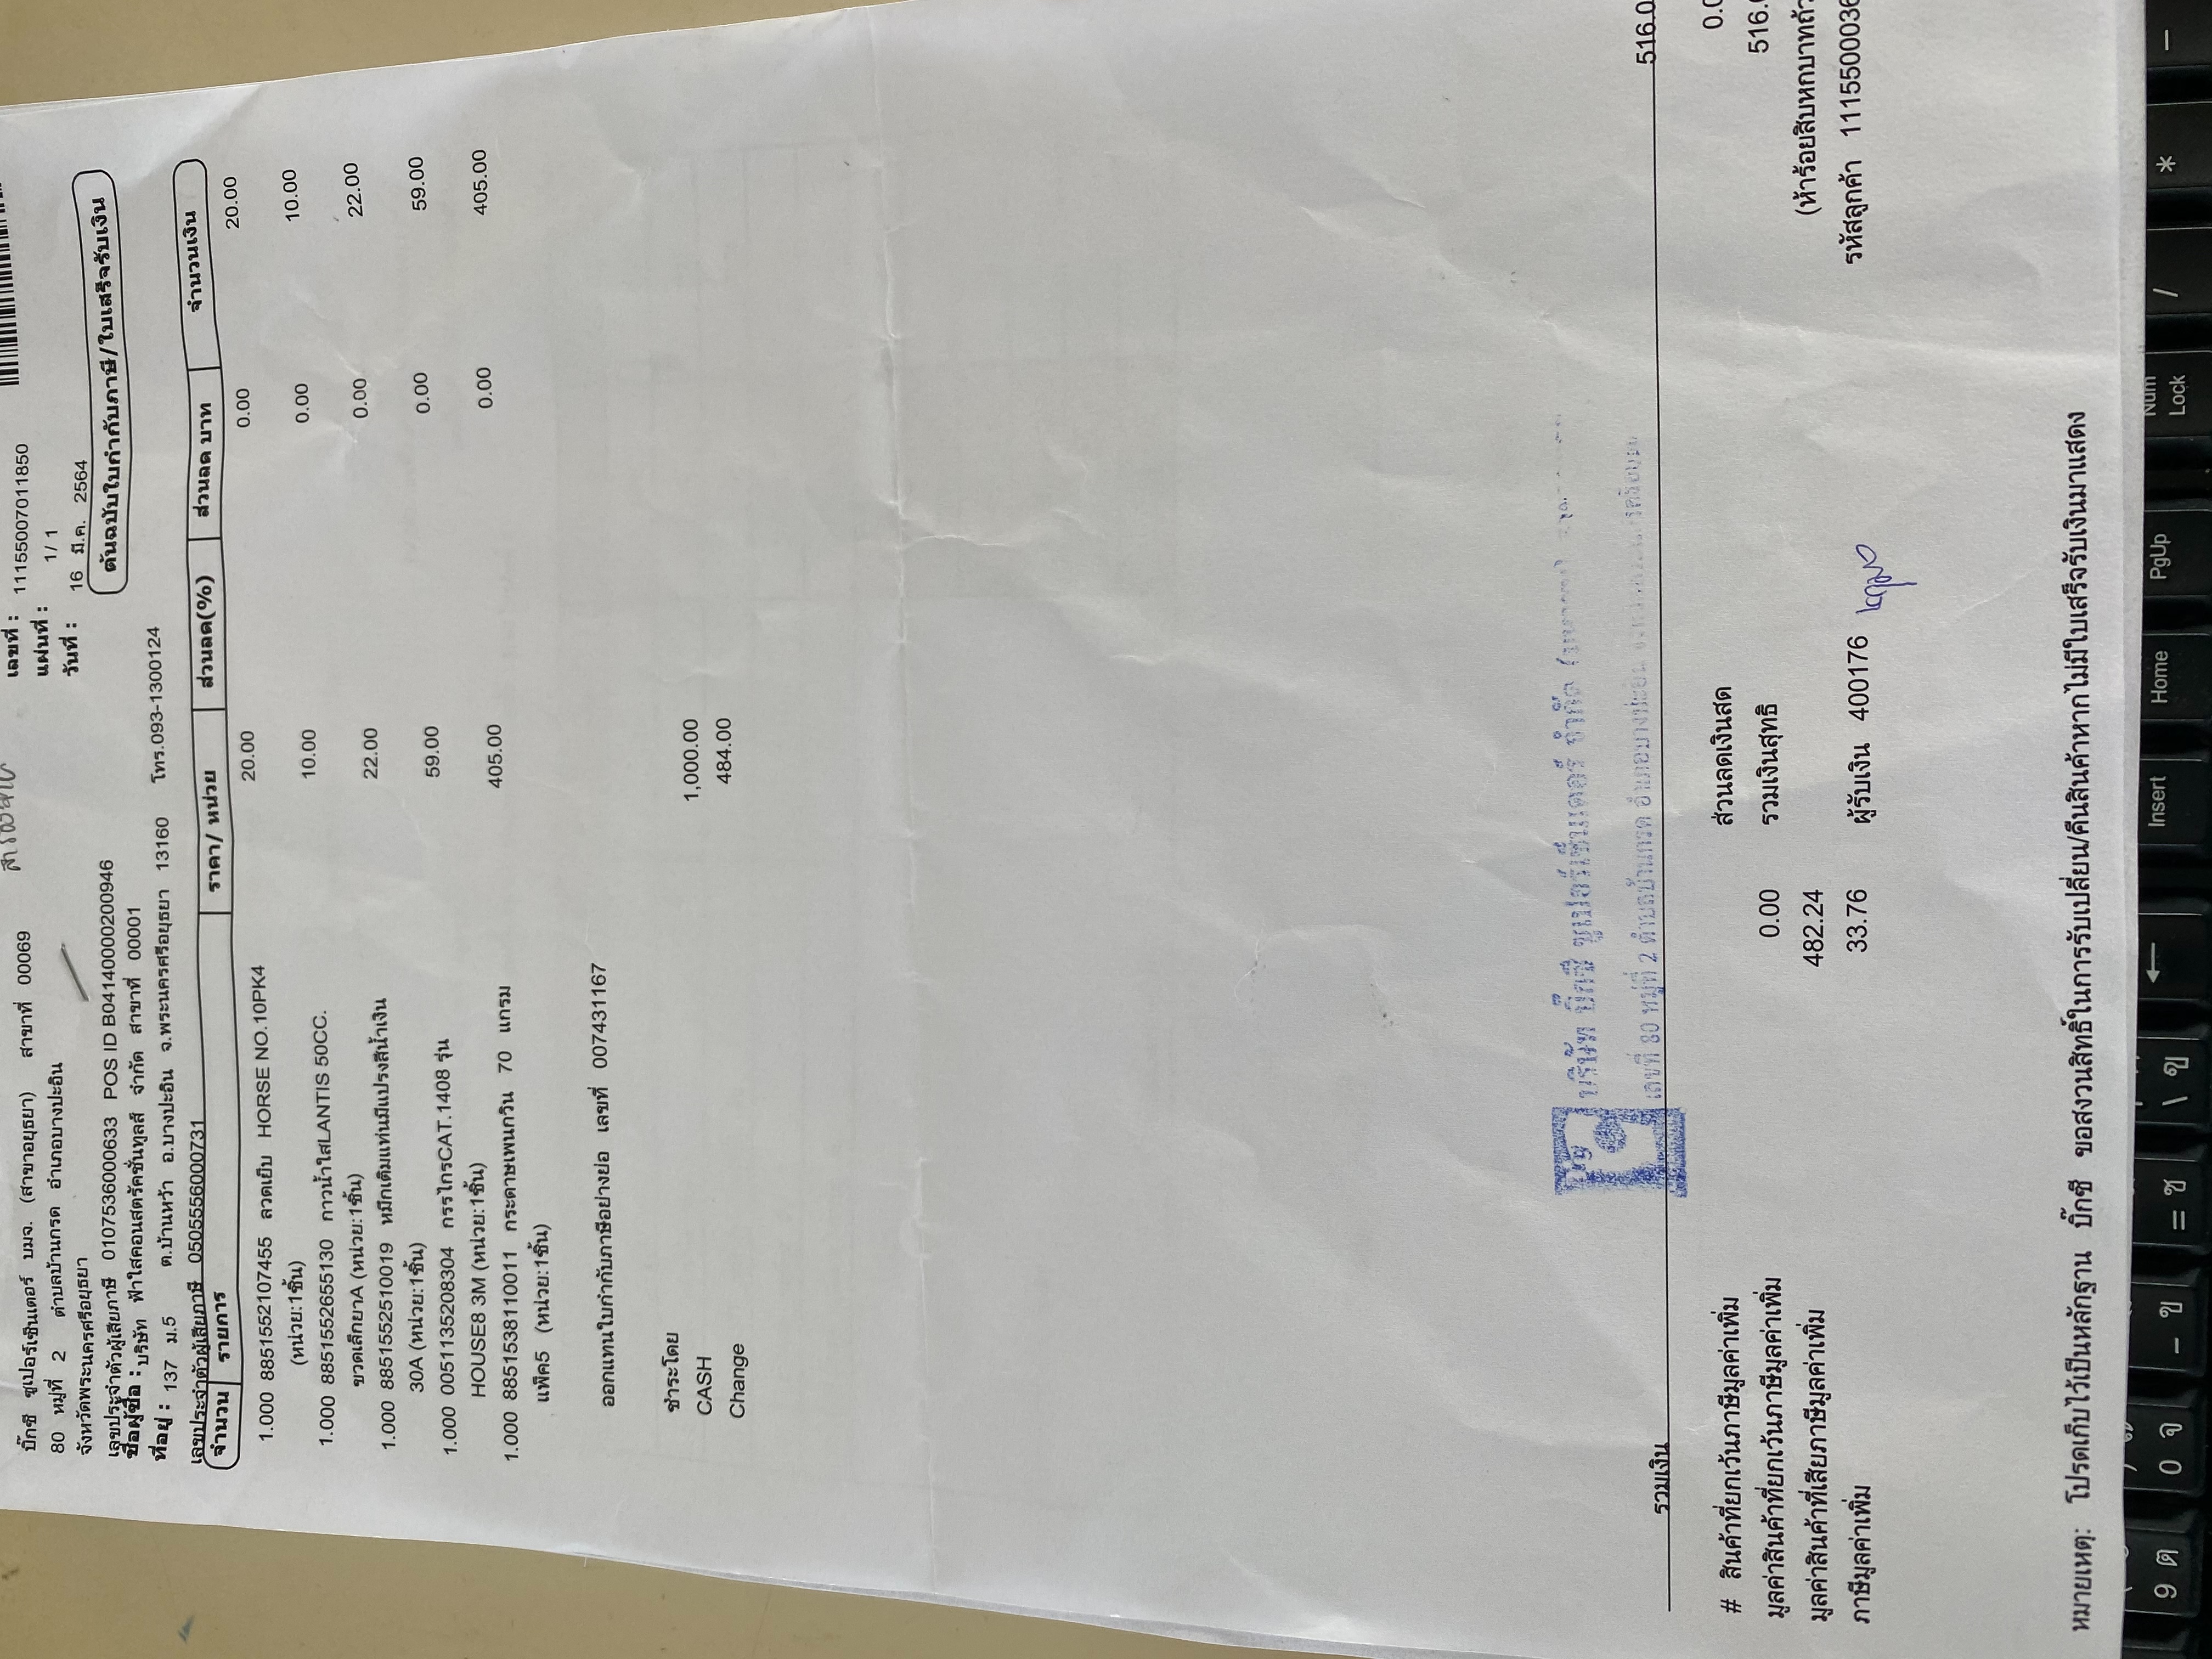 บิ๊กซี ซูเปอร์เซ็นเตอร์ บมจ. (สาขาอยุธยา) สาขาที่ 00069
เลขที่ : 11155007011850
80 หมู่ที่ 2 ตำบลบ้านกรด อำเภอบางปะอิน
แผ่นที่ : 1/ 1
จังหวัดพระนครศรีอยุธยา
วันที่ : 16 มี.ค. 2564
เลขประจำตัวผู้เสียภาษี 0107536000633 POS ID B04140000200946
ต้นฉบับใบกำกับภาษี/ใบเสร็จรับเงิน
ชื่อผู้ซื้อ : บริษัท ฟ้าใสคอนสตรัคชั่นทูลส์ จำกัด สาขาที่ 00001
ที่อยู่ : 137 ม.5 ต.บ้านหว้า อ.บางปะอิน จ.พระนครศรีอยุธยา 13160 โทร.093-1300124
เลขประจำตัวผู้เสียภาษี 0505556000731
จำนวน รายการ ราคา/ หน่วย ส่วนลด(%) ส่วนลด บาท จำนวนเงิน
1.000 8851552107455 ลวดเย็บ HORSE NO.10PK4 20.00 0.00 20.00
(หน่วย:1ชิ้น)
1.000 8851552655130 กาวน้ำใสLANTIS 50CC. 10.00 0.00 10.00
ขวดเล็กยาA (หน่วย:1ชิ้น)
1.000 8851552510019 หมึกเติมแท่นมีแปรงสีน้ำเงิน 22.00 0.00 22.00
30A (หน่วย:1ชิ้น)
1.000 0051135208304 กรรไกรCAT.1408 รุ่น 59.00 0.00 59.00
HOUSE8 3M (หน่วย:1ชิ้น)
1.000 8851538110011 กระดาษเพนกวิน 70 แกรม 405.00 0.00 405.00
แพ็ค5 (หน่วย:1ชิ้น)
ออกแทนใบกำกับภาษีอย่างย่อ เลขที่ 007431167
ชำระโดย
CASH 1,000.00
Change 484.00
บริษัท บิ๊กซี ซูเปอร์เซ็นเตอร์ จำกัด
เลขที่ 80 หมู่ที่ 2 ตำบลบ้านกรด อำเภอบางปะอิน
รวมเงิน 516.0
# สินค้าที่ยกเว้นภาษีมูลค่าเพิ่ม ส่วนลดเงินสด 0.0
มูลค่าสินค้าที่ยกเว้นภาษีมูลค่าเพิ่ม 0.00 รวมเงินสุทธิ 516.
มูลค่าสินค้าที่เสียภาษีมูลค่าเพิ่ม 482.24 (ห้าร้อยสิบหกบาทถ้ว
ภาษีมูลค่าเพิ่ม 33.76 ผู้รับเงิน 400176 รหัสลูกค้า 1115500036
หมายเหตุ: โปรดเก็บไว้เป็นหลักฐาน บิ๊กซี ขอสงวนสิทธิ์ในการรับเปลี่ยน/คืนสินค้าหากไม่มีใบเสร็จรับเงินมาแสดง
9 ต 0 จ - ข = ช \ ฃ ← Insert Home PgUp Num Lock / * -